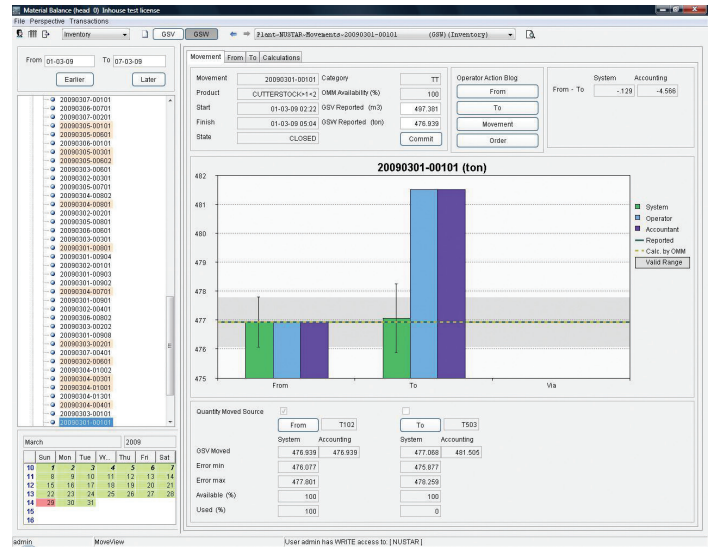 Material Balance (head 0) Inhouse test license
File Perspective Transactions
Inventory GSV GSW Plant-NUSTAR-Movements-20090301-00101 (GSW)(Inventory)
From 01-03-09 To 07-03-09
Earlier Later
20090307-00101
20090306-00701
20090307-00201
20090305-00101
20090305-00601
20090306-00101
20090305-00301
20090305-00602
20090303-00601
20090302-00301
20090305-00701
20090304-00802
20090304-00801
20090302-00201
20090305-00801
20090306-00601
20090303-00301
20090301-00801
20090301-00904
20090302-00101
20090301-00903
20090301-00902
20090304-00701
20090301-00901
20090302-00401
20090306-00802
20090303-00202
20090301-00908
20090303-00201
20090307-00401
20090302-00601
20090304-01002
20090304-00301
20090304-01001
20090304-01301
20090304-00401
20090303-00101
20090301-00101
March 2009
Sun Mon Tue W... Thu Fri Sat
10 1 2 3 4 5 6 7
11 8 9 10 11 12 13 14
12 15 16 17 18 19 20 21
13 22 23 24 25 26 27 28
14 29 30 31
15
16
Movement From To Calculations
Movement 20090301-00101 Category TT
Product CUTTERSTOCK+1<2 OMM Availability (%) 100
Start 01-03-09 02:22 GSV Reported (m3) 497.381
Finish 01-03-09 05:04 GSW Reported (ton) 476.939
State CLOSED Commit
Operator Action Blog
From
To
Movement
Order
System Accounting
From - To -.129 -4.566
20090301-00101 (ton)
482
481
480
479
478
477
476
475
From To Via
System
Operator
Accountant
Reported
Calc. by OMM
Valid Range
Quantity Moved Source
From T102 To T503
System Accounting System Accounting
GSV Moved 476.939 476.939 477.068 481.505
Error min 476.077 475.877
Error max 477.801 478.259
Available (%) 100 100
Used (%) 100 0
admin MoveView User admin has WRITE access to: [ NUSTAR ]